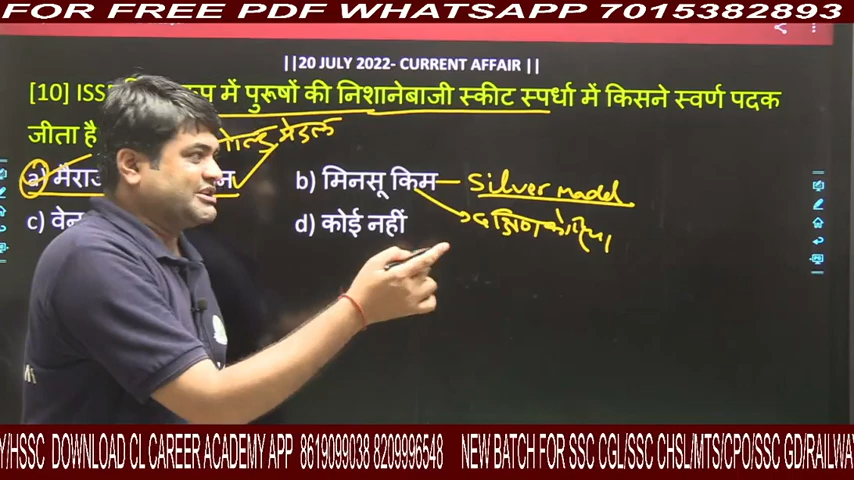 FOR FREE PDF WHATSAPP 7015382893
||20 JULY 2022- CURRENT AFFAIR ||
[10] ISS में पुरूषों की निशानेबाजी स्कीट स्पर्धा में किसने स्वर्ण पदक
जीता है
मेडल
a) b) मिनसू किम Silver madel
c) d) कोई नहीं
Y/HSSC DOWNLOAD CL CAREER ACADEMY APP 8619099038 8209996548 NEW BATCH FOR SSC CGL/SSC CHSL/MTS/CPO/SSC GD/RAILWA